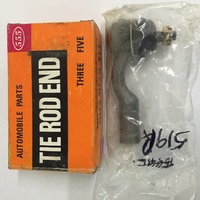 555
AUTOMOBILE PARTS
TIE ROD END
THREE FIVE
519R